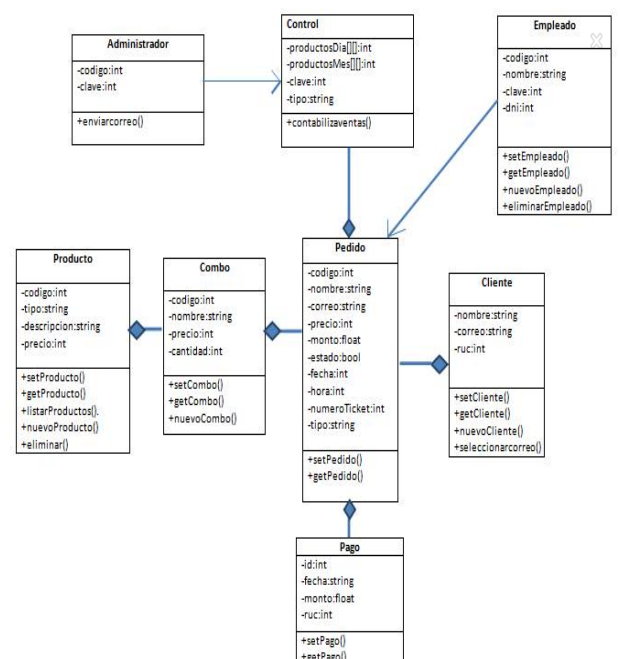 Administrador
-codigo:int
-clave:int
+enviarcorreo()
Control
-productosDia[][]:int
-productosMes[][]:int
-clave:int
-tipo:string
+contabilizaventas()
Empleado
-codigo:int
-nombre:string
-clave:int
-dni:int
+setEmpleado()
+getEmpleado()
+nuevoEmpleado()
+eliminarEmpleado()
Producto
-codigo:int
-tipo:string
-descripcion:string
-precio:int
+setProducto()
+getProducto()
+listarProductos().
+nuevoProducto()
+eliminar()
Combo
-codigo:int
-nombre:string
-precio:int
-cantidad:int
+setCombo()
+getCombo()
+nuevoCombo()
Pedido
-codigo:int
-nombre:string
-correo:string
-precio:int
-monto:float
-estado:bool
-fecha:int
-hora:int
-numeroTicket:int
-tipo:string
+setPedido()
+getPedido()
Cliente
-nombre:string
-correo:string
-ruc:int
+setCliente()
+getCliente()
+nuevoCliente()
+seleccionarcorreo()
Pago
-id:int
-fecha:string
-monto:float
-ruc:int
+setPago()
+getPago()